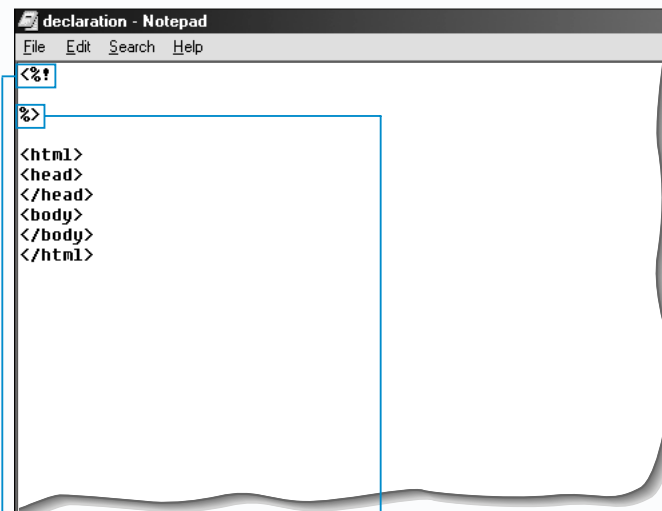 declaration - Notepad
File Edit Search Help
<%!
%>
<html>
<head>
</head>
<body>
</body>
</html>